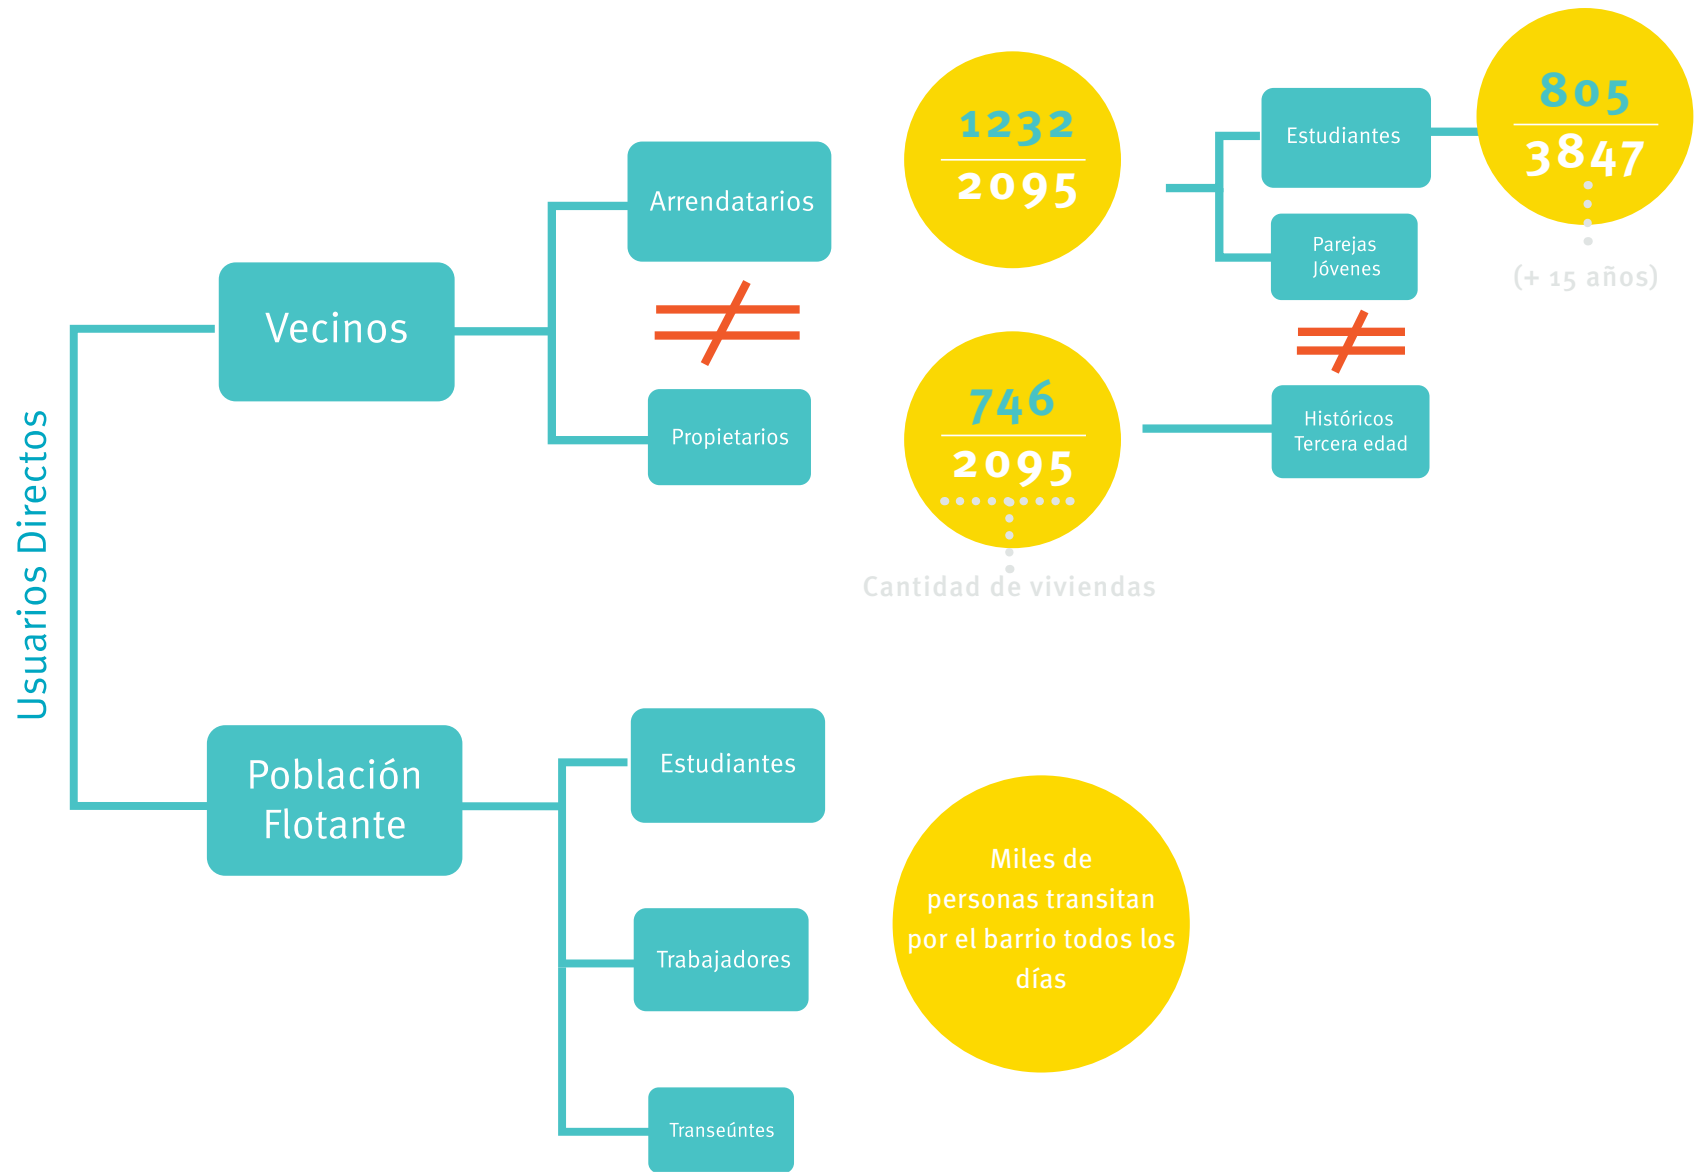 Usuarios Directos
Vecinos
Arrendatarios
Propietarios
1232
2095
746
2095
Cantidad de viviendas
Estudiantes
805
3847
(+ 15 años)
Parejas
Jóvenes
Históricos
Tercera edad
Población
Flotante
Estudiantes
Trabajadores
Transeúntes
Miles de
personas transitan
por el barrio todos los
días